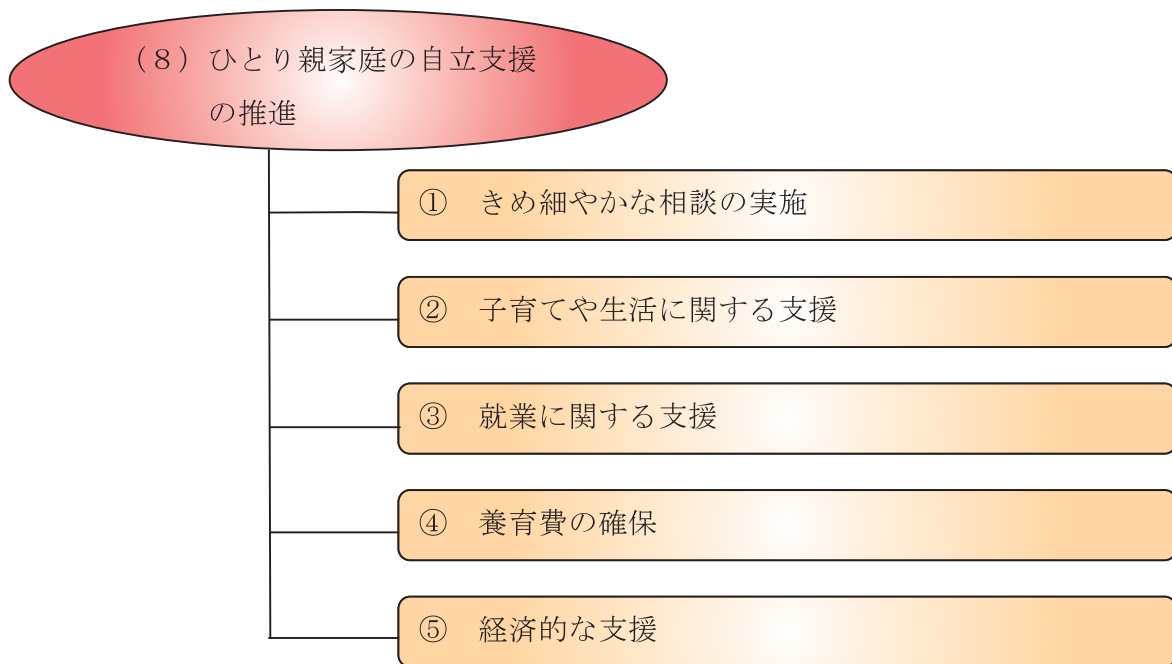 （８）ひとり親家庭の自立支援
の推進
①　きめ細やかな相談の実施
②　子育てや生活に関する支援
③　就業に関する支援
④　養育費の確保
⑤　経済的な支援